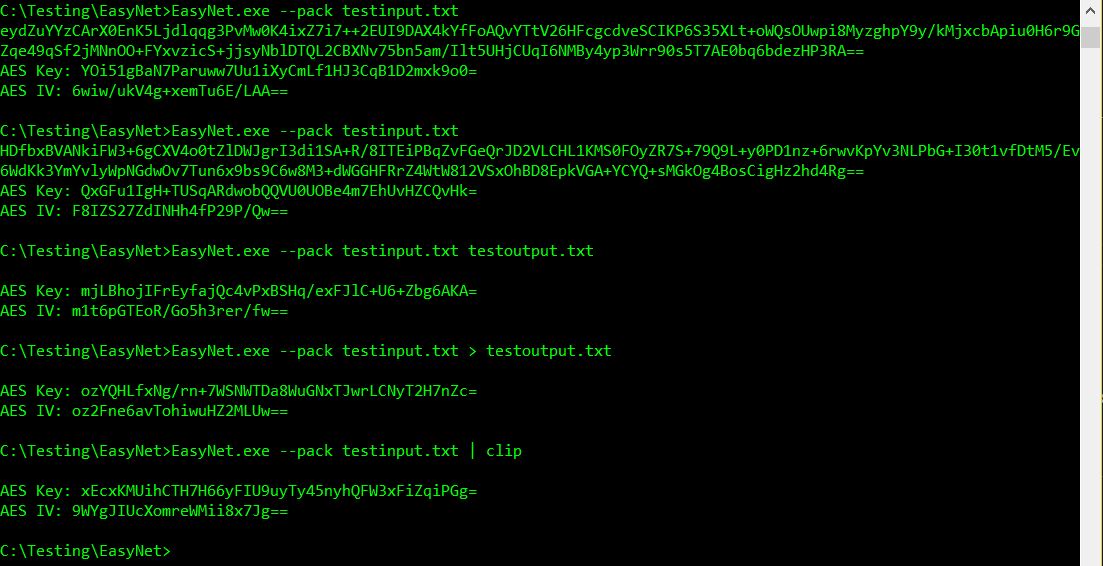 C:\Testing\EasyNet>EasyNet.exe --pack testinput.txt
eydZuYYzCArX0EnK5Ljdlqqg3PvMw0K4ixZ7i7++2EUI9DAX4kYfFoAQvYTtV26HFcgcdveSCIKP6S35XLt+oWQsOUwpi8MyzghpY9y/kMjxcbApiu0H6r9G
Zqe49qSf2jMNnOO+FYxvzicS+jjsyNblDTQL2CBXNv75bn5am/Ilt5UHjCUqI6NMBy4yp3Wrr90s5T7AE0bq6bdezHP3RA==
AES Key: YOi51gBaN7Paruww7Uu1iXyCmLf1HJ3CqB1D2mxk9o0=
AES IV: 6wiw/ukV4g+xemTu6E/LAA==
C:\Testing\EasyNet>EasyNet.exe --pack testinput.txt
HDfbxBVANkiFW3+6gCXV4o0tZlDWJgrI3di1SA+R/8ITEiPBqZvFGeQrJD2VLCHL1KMS0FOyZR7S+79Q9L+y0PD1nz+6rwvKpYv3NLPbG+I30t1vfDtM5/Ev
6WdKk3YmYvlyWpNGdwOv7Tun6x9bs9C6w8M3+dWGGHFRrZ4WtW812VSxOhBD8EpkVGA+YCYQ+sMGkOg4BosCigHz2hd4Rg==
AES Key: QxGFu1IgH+TUSqARdwobQQVU0UOBe4m7EhUvHZCQvHk=
AES IV: F8IZS27ZdINHh4fP29P/Qw==
C:\Testing\EasyNet>EasyNet.exe --pack testinput.txt testoutput.txt
AES Key: mjLBhojIFrEyfajQc4vPxBSHq/exFJlC+U6+Zbg6AKA=
AES IV: m1t6pGTEoR/Go5h3rer/fw==
C:\Testing\EasyNet>EasyNet.exe --pack testinput.txt > testoutput.txt
AES Key: ozYQHLfxNg/rn+7WSNWTDa8WuGNxTJwrLCNyT2H7nZc=
AES IV: oz2Fne6avTohiwuHZ2MLUw==
C:\Testing\EasyNet>EasyNet.exe --pack testinput.txt | clip
AES Key: xEcxKMUihCTH7H66yFIU9uyTy45nyhQFW3xFiZqiPGg=
AES IV: 9WYgJIUcXomreWMii8x7Jg==
C:\Testing\EasyNet>